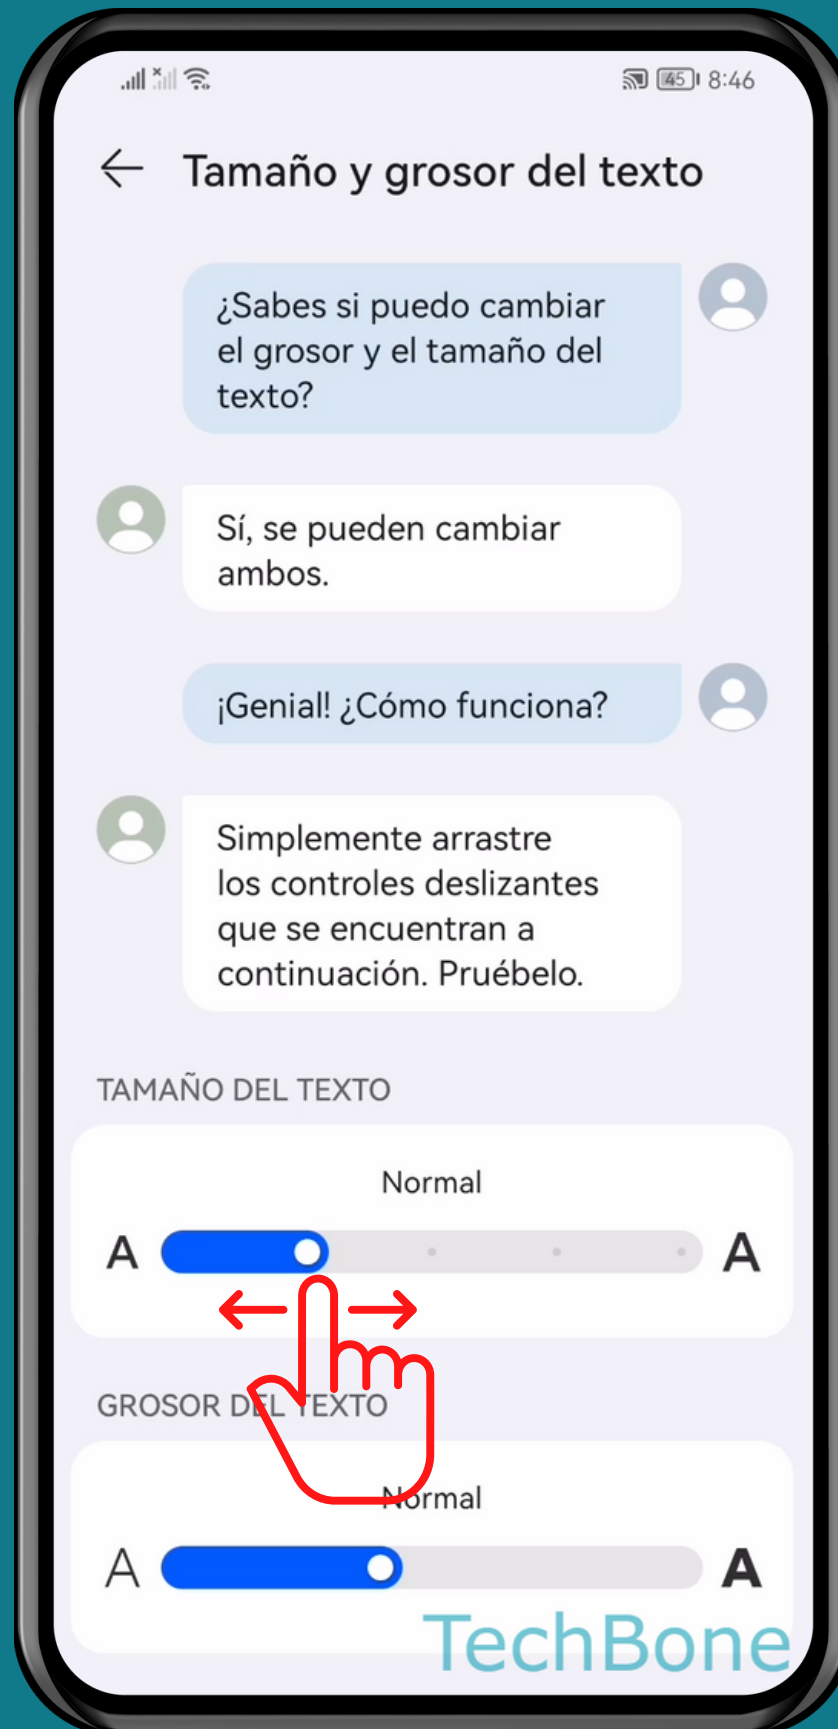 45 8:46
Tamaño y grosor del texto
¿Sabes si puedo cambiar
el grosor y el tamaño del
texto?
Sí, se pueden cambiar
ambos.
¡Genial! ¿Cómo funciona?
Simplemente arrastre
los controles deslizantes
que se encuentran a
continuación. Pruébelo.
TAMAÑO DEL TEXTO
Normal
A A
GROSOR DEL TEXTO
Normal
A A
TechBone